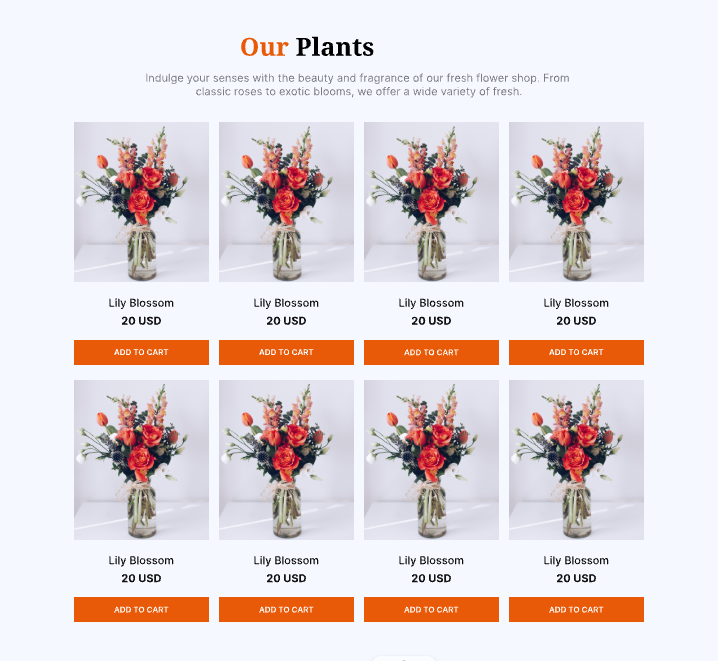 Our Plants
Indulge your senses with the beauty and fragrance of our fresh flower shop. From
classic roses to exotic blooms, we offer a wide variety of fresh.
Lily Blossom Lily Blossom Lily Blossom Lily Blossom
20 USD 20 USD 20 USD 20 USD
ADD TO CART ADD TO CART ADD TO CART ADD TO CART
Lily Blossom Lily Blossom Lily Blossom Lily Blossom
20 USD 20 USD 20 USD 20 USD
ADD TO CART ADD TO CART ADD TO CART ADD TO CART